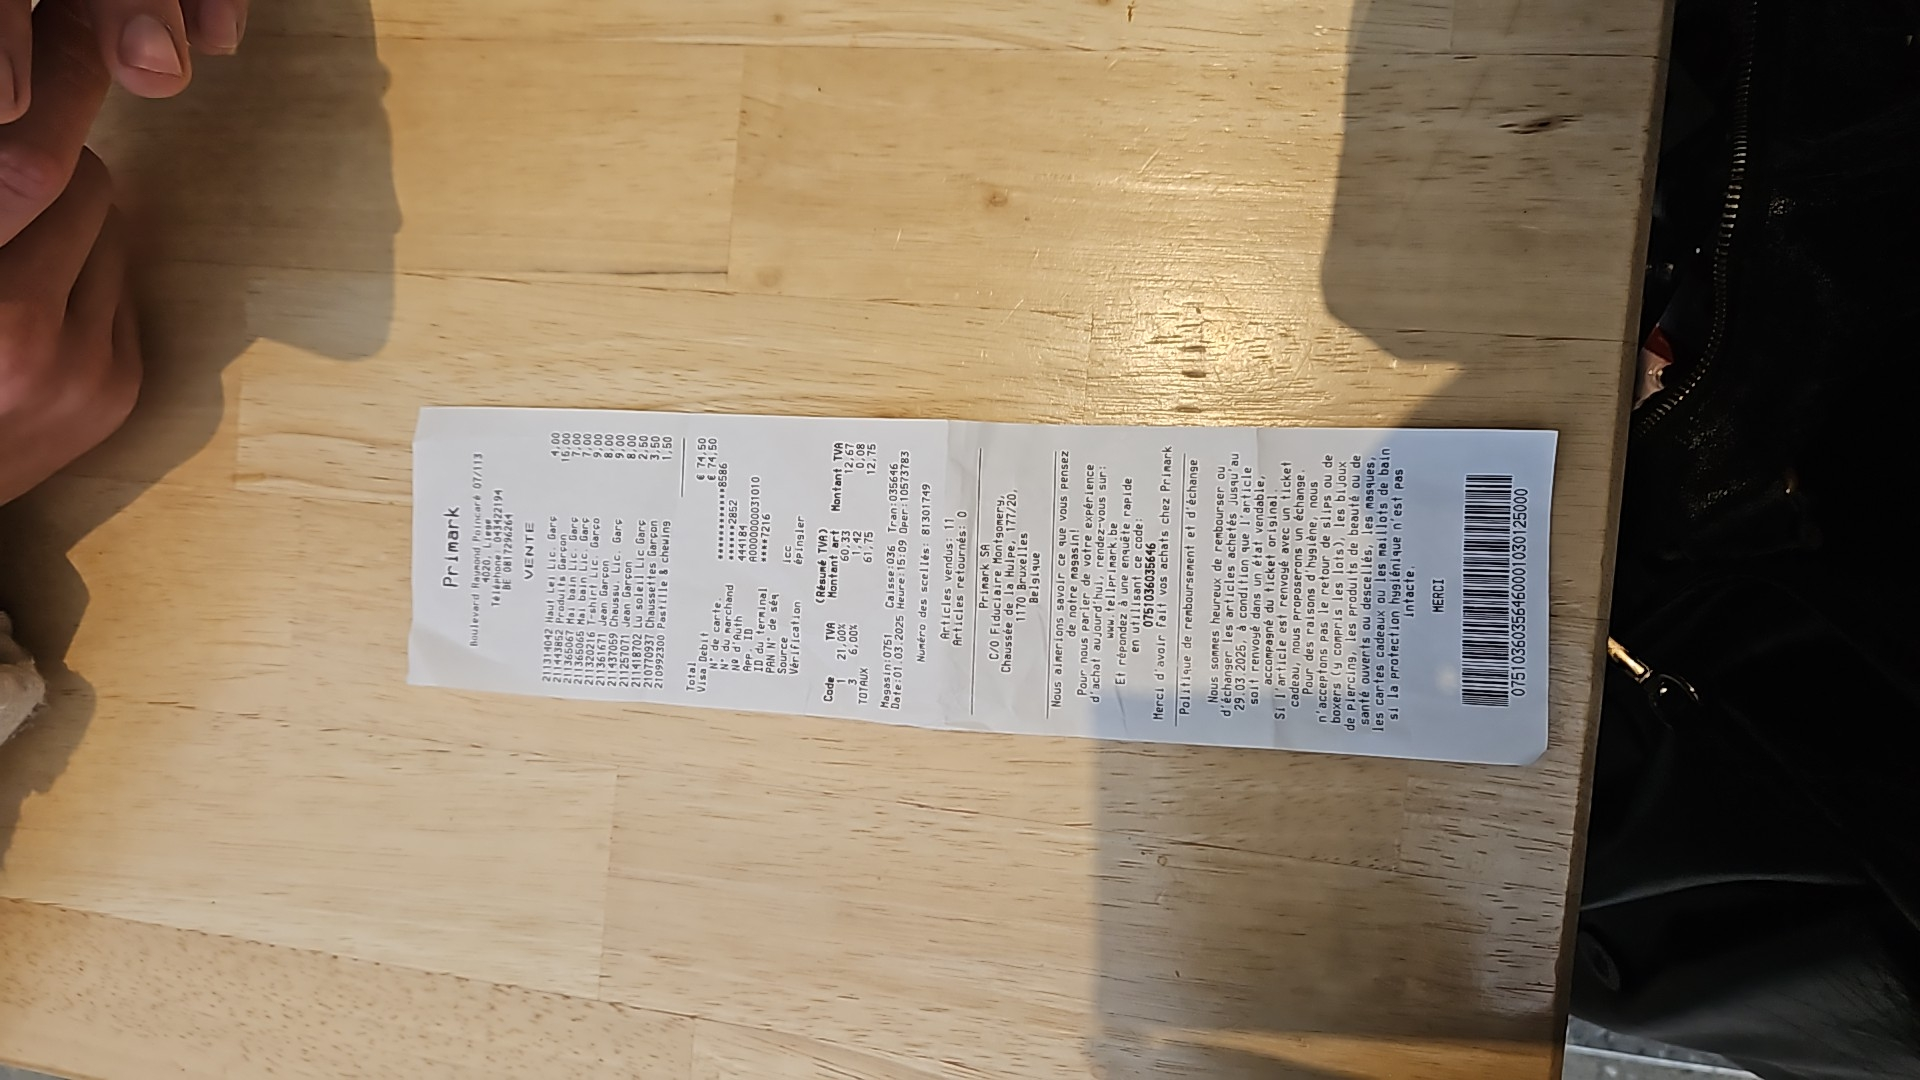 Primark
Boulevard Raymond Poincaré 07/113
4020 Liege
Téléphone: 043422194
BE 0817296264
VENTE
211314042 Haut Lei Lic. Garç 4,00
211443852 Produits Garçon 16,00
211365067 Mai bain Lic. Garç 7,00
211365065 Mai bain Lic. Garç 7,00
211320216 T-shirt Lic. Garço 9,00
211361671 Jean Garçon 8,00
211437059 Chaussu. Lic. Garç 9,00
211257071 Jean Garçon 8,00
211418702 Lu soleil Lic Garç 2,50
210770937 Chaussettes Garçon 3,50
210992300 Pastille & chewing 1,50
Total € 74,50
Visa Debit € 74,50
N° de carte. ************8586
N° du marchand ******2852
Nº d'Auth 444184
App. ID A0000000031010
ID du terminal ****7216
PAN N° de séq
Source icc
Vérification épingler
(Résumé TVA)
Code TVA Montant art Montant TVA
1 21,00% 60,33 12,67
3 6,00% 1,42 0,08
TOTAUX 61,75 12,75
Magasin:0751 Caisse:036 Tran:035646
Date:01.03.2025 Heure:15:09 Oper:10573783
Numéro des scellés: 81301749
Articles vendus: 11
Articles retournés: 0
Primark SA
C/O Fiduciaire Montgomery,
Chaussée de la Hulpe, 177/20,
1170 Bruxelles
Belgique
Nous aimerions savoir ce que vous pensez
de notre magasin!
Pour nous parler de votre expérience
d'achat aujourd'hui, rendez-vous sur:
www.tellprimark.be
Et répondez à une enquête rapide
en utilisant ce code:
0751036035646
Merci d'avoir fait vos achats chez Primark
Politique de remboursement et d'échange
Nous sommes heureux de rembourser ou
d'échanger les articles achetés jusqu'au
29.03.2025, à condition que l'article
soit renvoyé dans un état vendable,
accompagné du ticket original.
Si l'article est renvoyé avec un ticket
cadeau, nous proposerons un échange.
Pour des raisons d'hygiène, nous
n'acceptons pas le retour de slips ou de
boxers (y compris les lots), les bijoux
de piercing, les produits de beauté ou de
santé ouverts ou descellés, les masques,
les cartes cadeaux ou les maillots de bain
si la protection hygiénique n'est pas
intacte.
MERCI
0751036035646000103012500​0